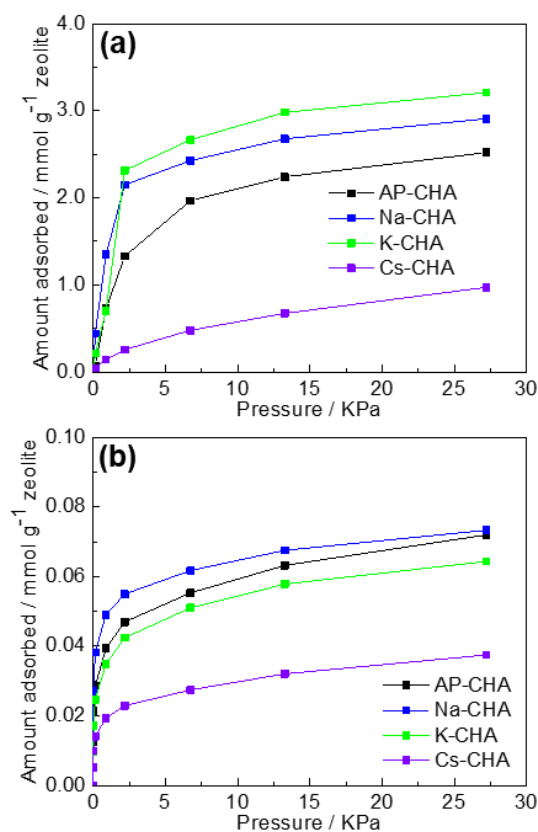 (a)
4.0
3.0
2.0
1.0
0.0
Amount adsorbed / mmol g⁻¹ zeolite
AP-CHA
Na-CHA
K-CHA
Cs-CHA
0 5 10 15 20 25 30
Pressure / KPa
(b)
0.10
0.08
0.06
0.04
0.02
0.00
Amount adsorbed / mmol g⁻¹ zeolite
AP-CHA
Na-CHA
K-CHA
Cs-CHA
0 5 10 15 20 25 30
Pressure / KPa